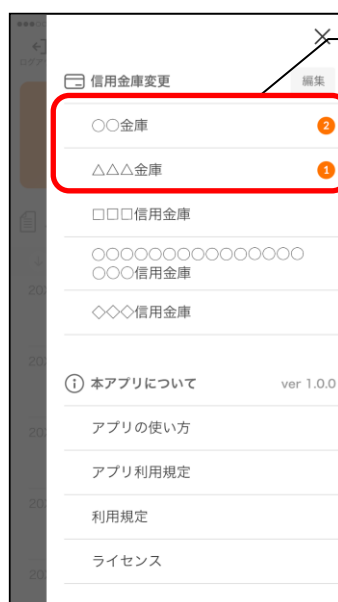 信用金庫変更
編集
○○金庫
2
△△△金庫
1
□□□信用金庫
○○○○○○○○○○○○○○○
○○○信用金庫
◇◇◇信用金庫
本アプリについて
ver 1.0.0
アプリの使い方
アプリ利用規定
利用規定
ライセンス